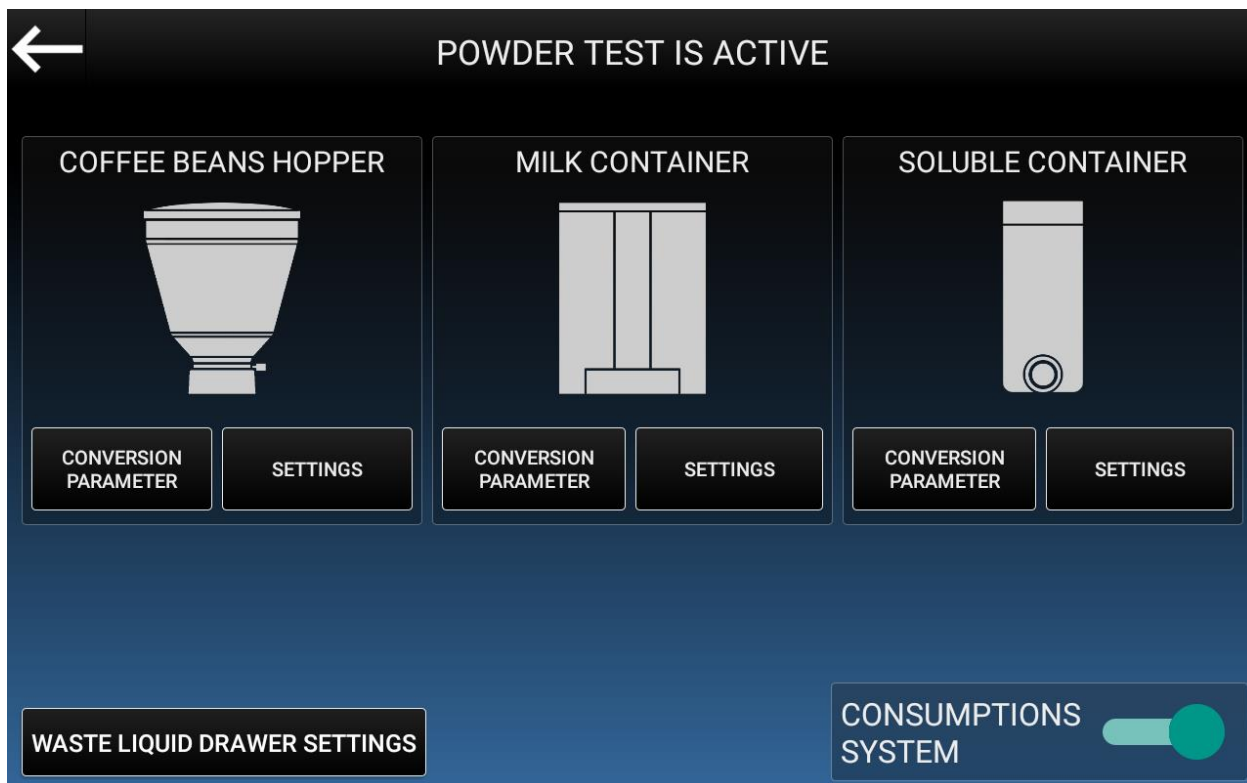 POWDER TEST IS ACTIVE
COFFEE BEANS HOPPER
CONVERSION
PARAMETER
SETTINGS
MILK CONTAINER
CONVERSION
PARAMETER
SETTINGS
SOLUBLE CONTAINER
CONVERSION
PARAMETER
SETTINGS
WASTE LIQUID DRAWER SETTINGS
CONSUMPTIONS
SYSTEM